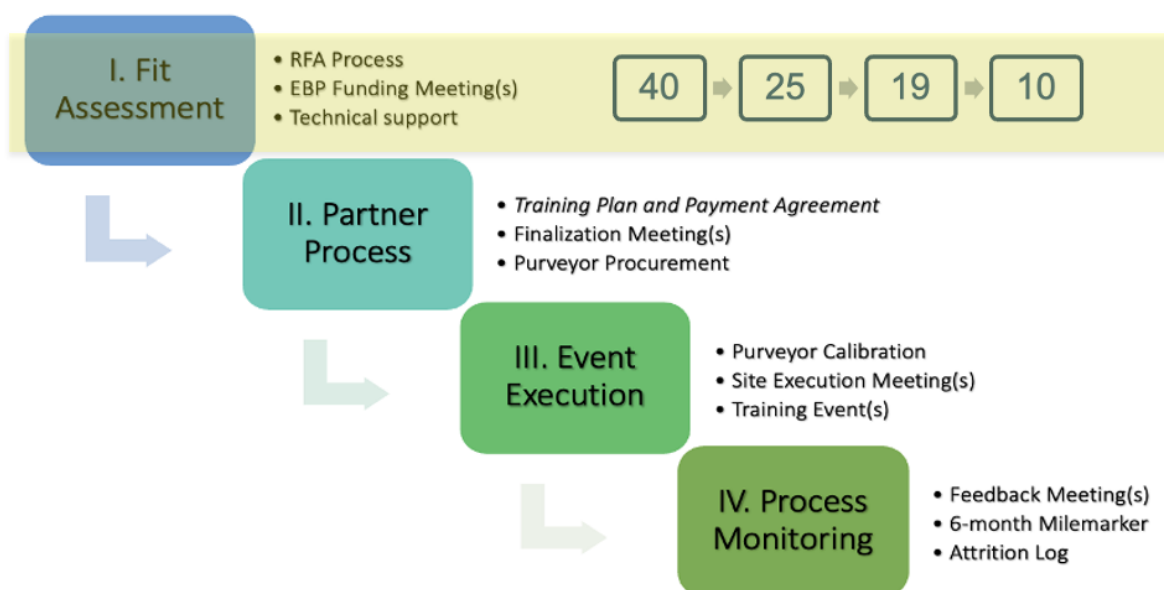 I. Fit
Assessment
• RFA Process
• EBP Funding Meeting(s)
• Technical support
40
25
19
10
II. Partner
Process
• Training Plan and Payment Agreement
• Finalization Meeting(s)
• Purveyor Procurement
III. Event
Execution
• Purveyor Calibration
• Site Execution Meeting(s)
• Training Event(s)
IV. Process
Monitoring
• Feedback Meeting(s)
• 6-month Milemarker
• Attrition Log